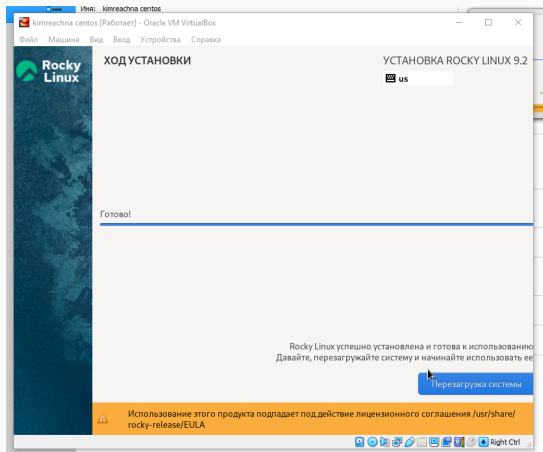 Имя: kimreachna centos
kimreachna centos [Работает] - Oracle VM VirtualBox
Файл Машина Вид Ввод Устройства Справка
Rocky
Linux
ХОД УСТАНОВКИ
УСТАНОВКА ROCKY LINUX 9.2
us
Готово!
Rocky Linux успешно установлена и готова к использованию
Давайте, перезагружайте систему и начинайте использовать ее
Перезагрузка системы
Использование этого продукта подпадает под действие лицензионного соглашения /usr/share/
rocky-release/EULA
Right Ctrl